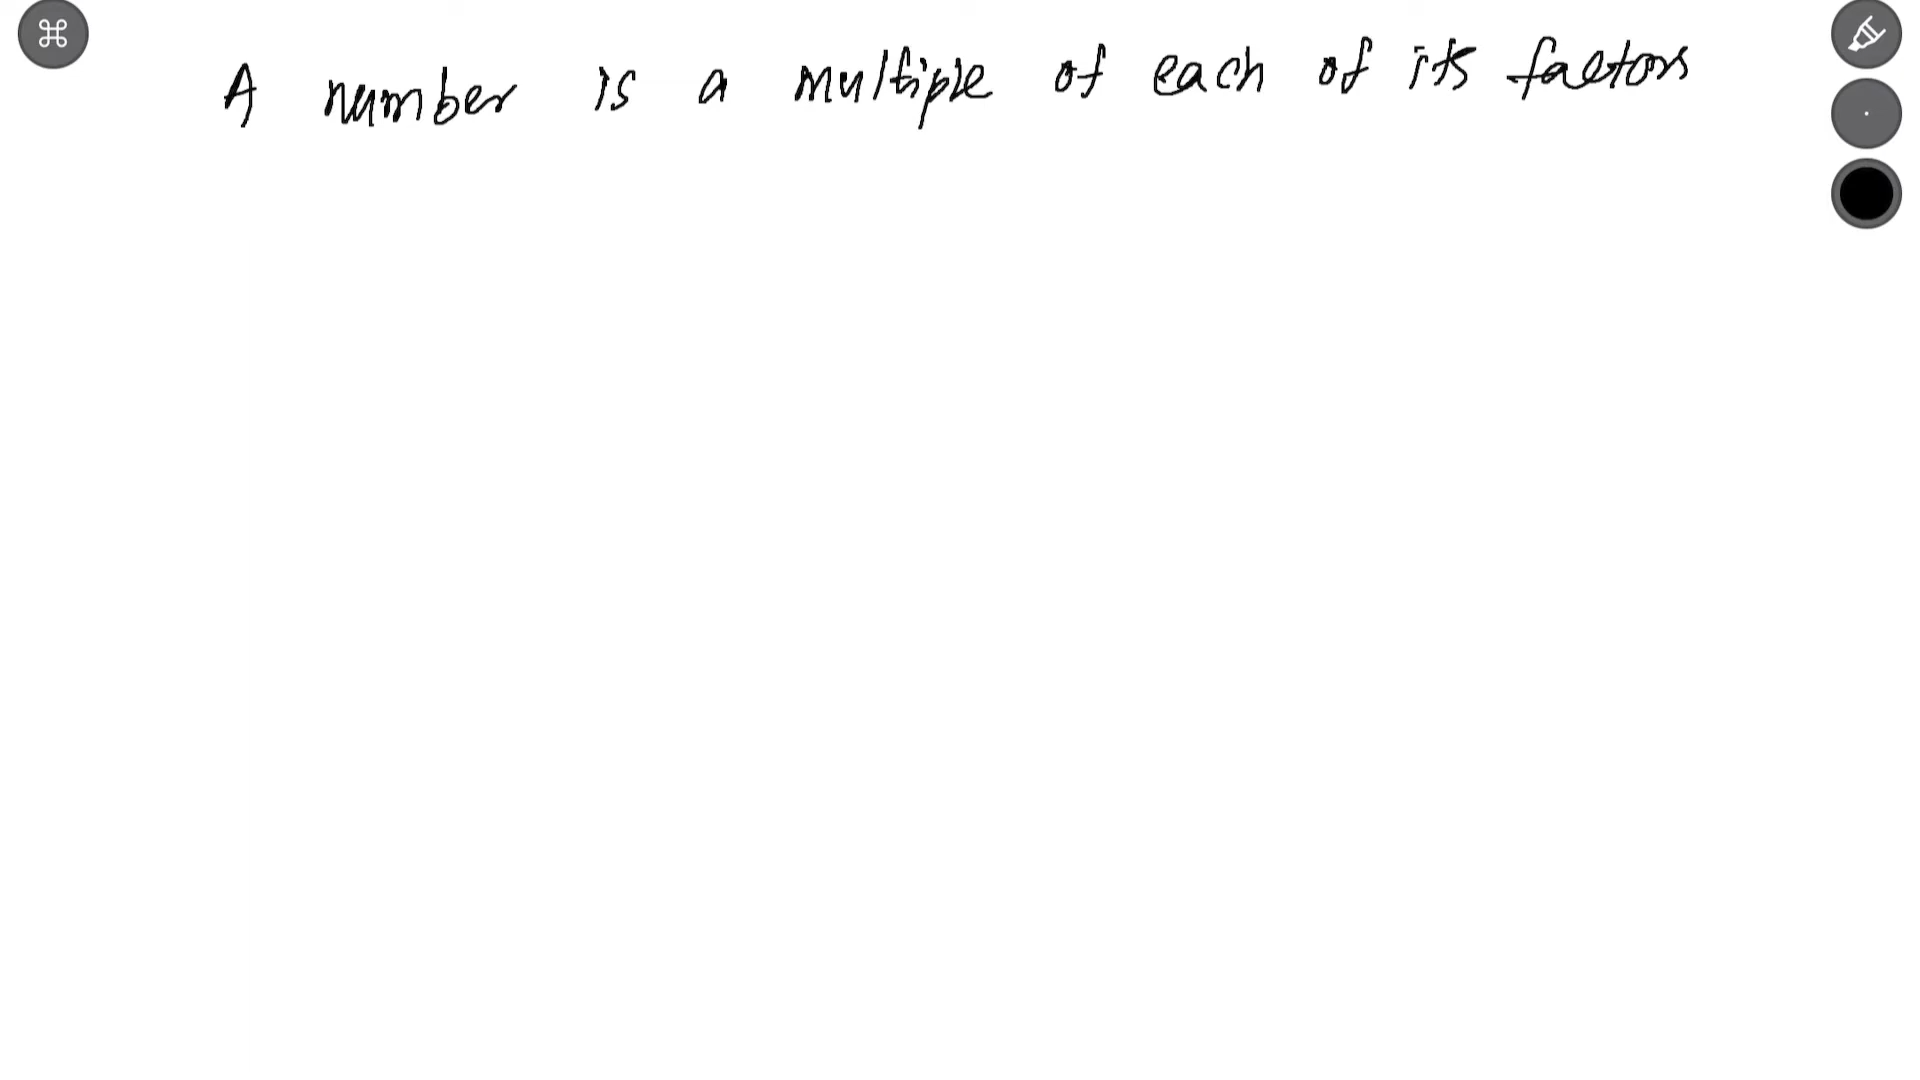 A number is a multiple of each of its factors